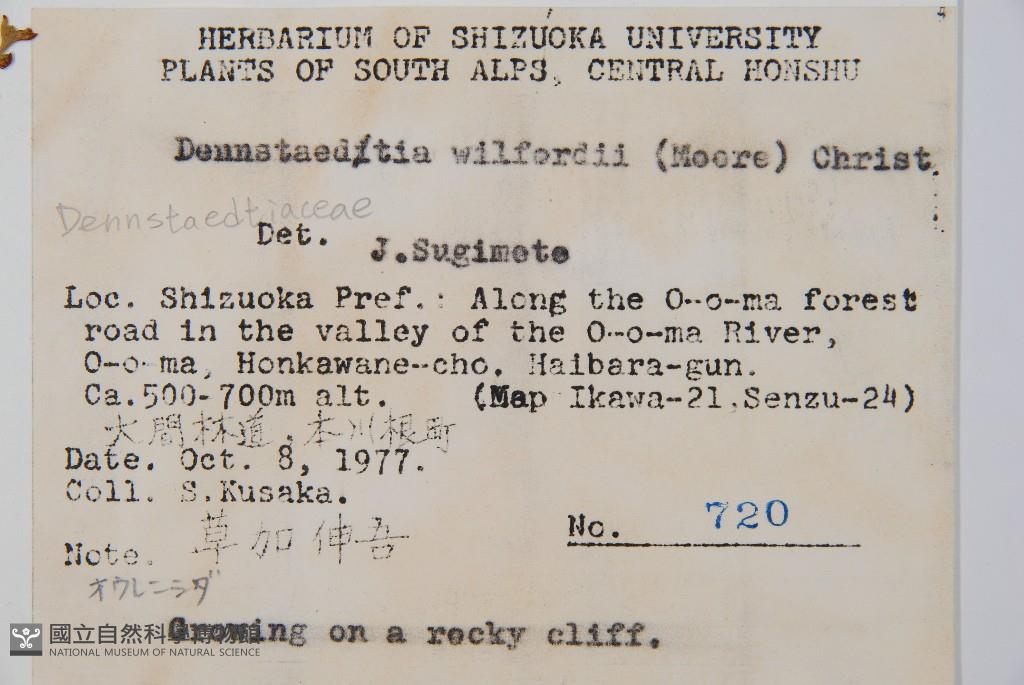 HERBARIUM OF SHIZUOKA UNIVERSITY
PLANTS OF SOUTH ALPS, CENTRAL HONSHU
Dennstaed/tia wilfordii (Moore) Christ.
Dennstaedtiaceae
Det. J.Sugimoto
Loc. Shizuoka Pref.: Along the O-o-ma forest
road in the valley of the O-o-ma River,
O-o-ma, Honkawane-cho, Haibara-gun.
Ca.500-700m alt. (Map Ikawa-21,Senzu-24)
大間林道,本川根町
Date. Oct. 8, 1977.
Coll. S.Kusaka.
草加伸吾
No. 720
Note.
オウレンシダ
Growing on a rocky cliff.
國立自然科學博物館
NATIONAL MUSEUM OF NATURAL SCIENCE